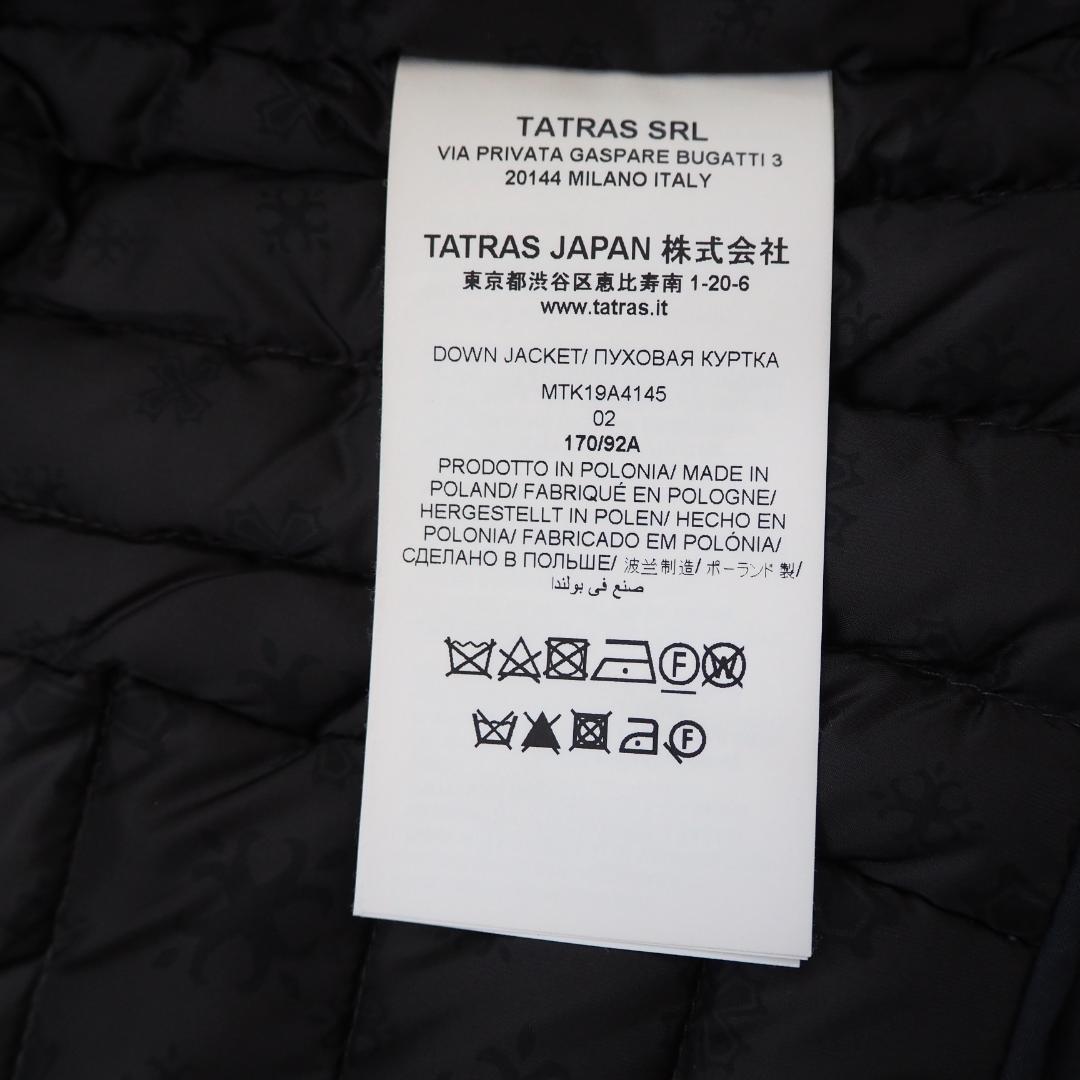 TATRAS SRL
VIA PRIVATA GASPARE BUGATTI 3
20144 MILANO ITALY
TATRAS JAPAN 株式会社
東京都渋谷区恵比寿南 1-20-6
www.tatras.it
DOWN JACKET/ ПУХОВАЯ КУРТКА
MTK19A4145
02
170/92A
PRODOTTO IN POLONIA/ MADE IN
POLAND/ FABRIQUÉ EN POLOGNE/
HERGESTELLT IN POLEN/ HECHO EN
POLONIA/ FABRICADO EM POLÓNIA/
СДЕЛАНО В ПОЛЬШЕ/ 波兰制造/ ポーランド製/
صنع في بولندا
F W
F